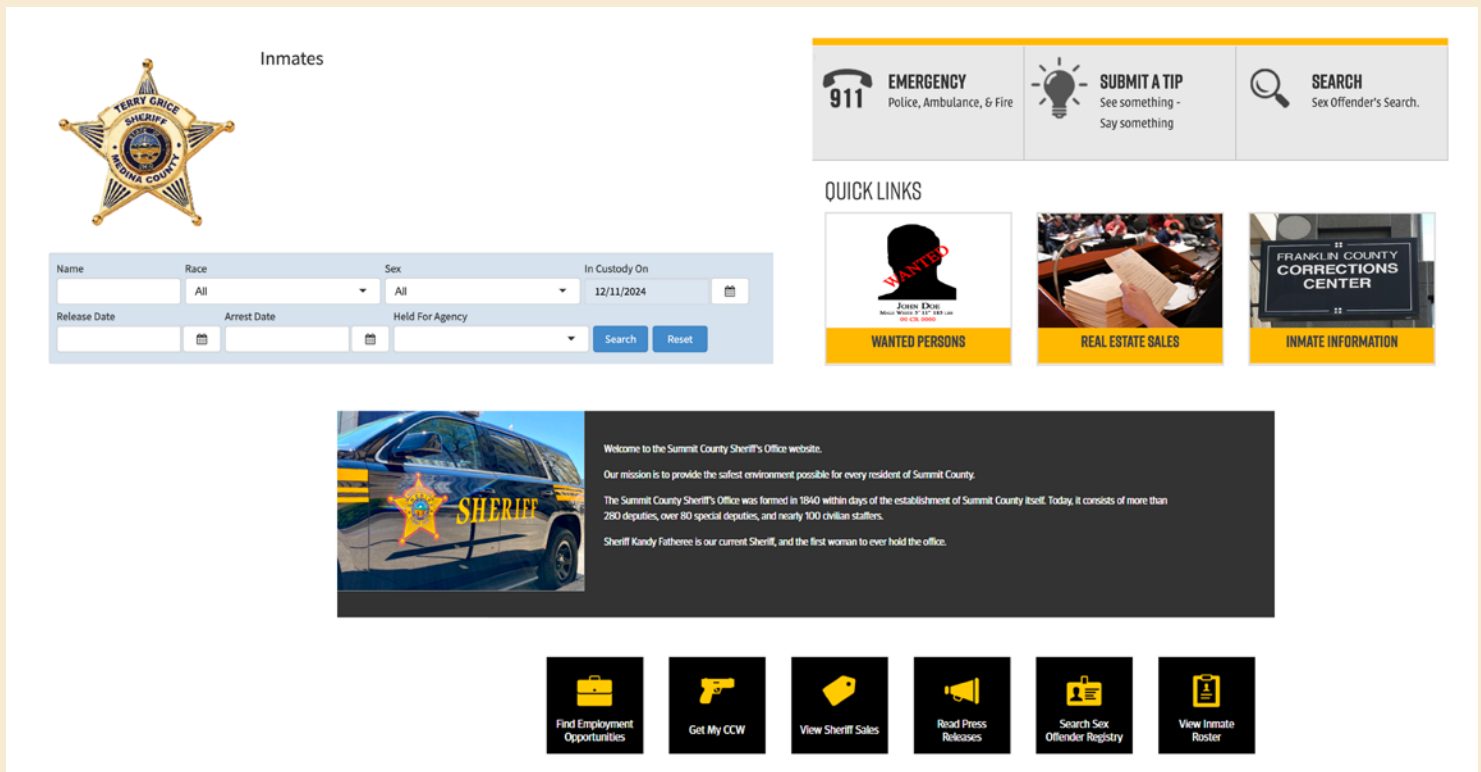 Inmates
TERRY GRICE
SHERIFF
MEDINA COUNTY
Name
Race
Sex
In Custody On
All
All
12/11/2024
Release Date
Arrest Date
Held For Agency
Search
Reset
911
EMERGENCY
Police, Ambulance, & Fire
SUBMIT A TIP
See something -
Say something
SEARCH
Sex Offender's Search.
QUICK LINKS
WANTED
JOHN DOE
00 CR 0000
WANTED PERSONS
REAL ESTATE SALES
FRANKLIN COUNTY
CORRECTIONS
CENTER
INMATE INFORMATION
SHERIFF
Welcome to the Summit County Sheriff's Office website.
Our mission is to provide the safest environment possible for every resident of Summit County.
The Summit County Sheriff's Office was formed in 1840 within days of the establishment of Summit County itself. Today, it consists of more than
280 deputies, over 80 special deputies, and nearly 100 civilian staffers.
Sheriff Kandy Fatheree is our current Sheriff, and the first woman to ever hold the office.
Find Employment
Opportunities
Get My CCW
View Sheriff Sales
Read Press
Releases
Search Sex
Offender Registry
View Inmate
Roster